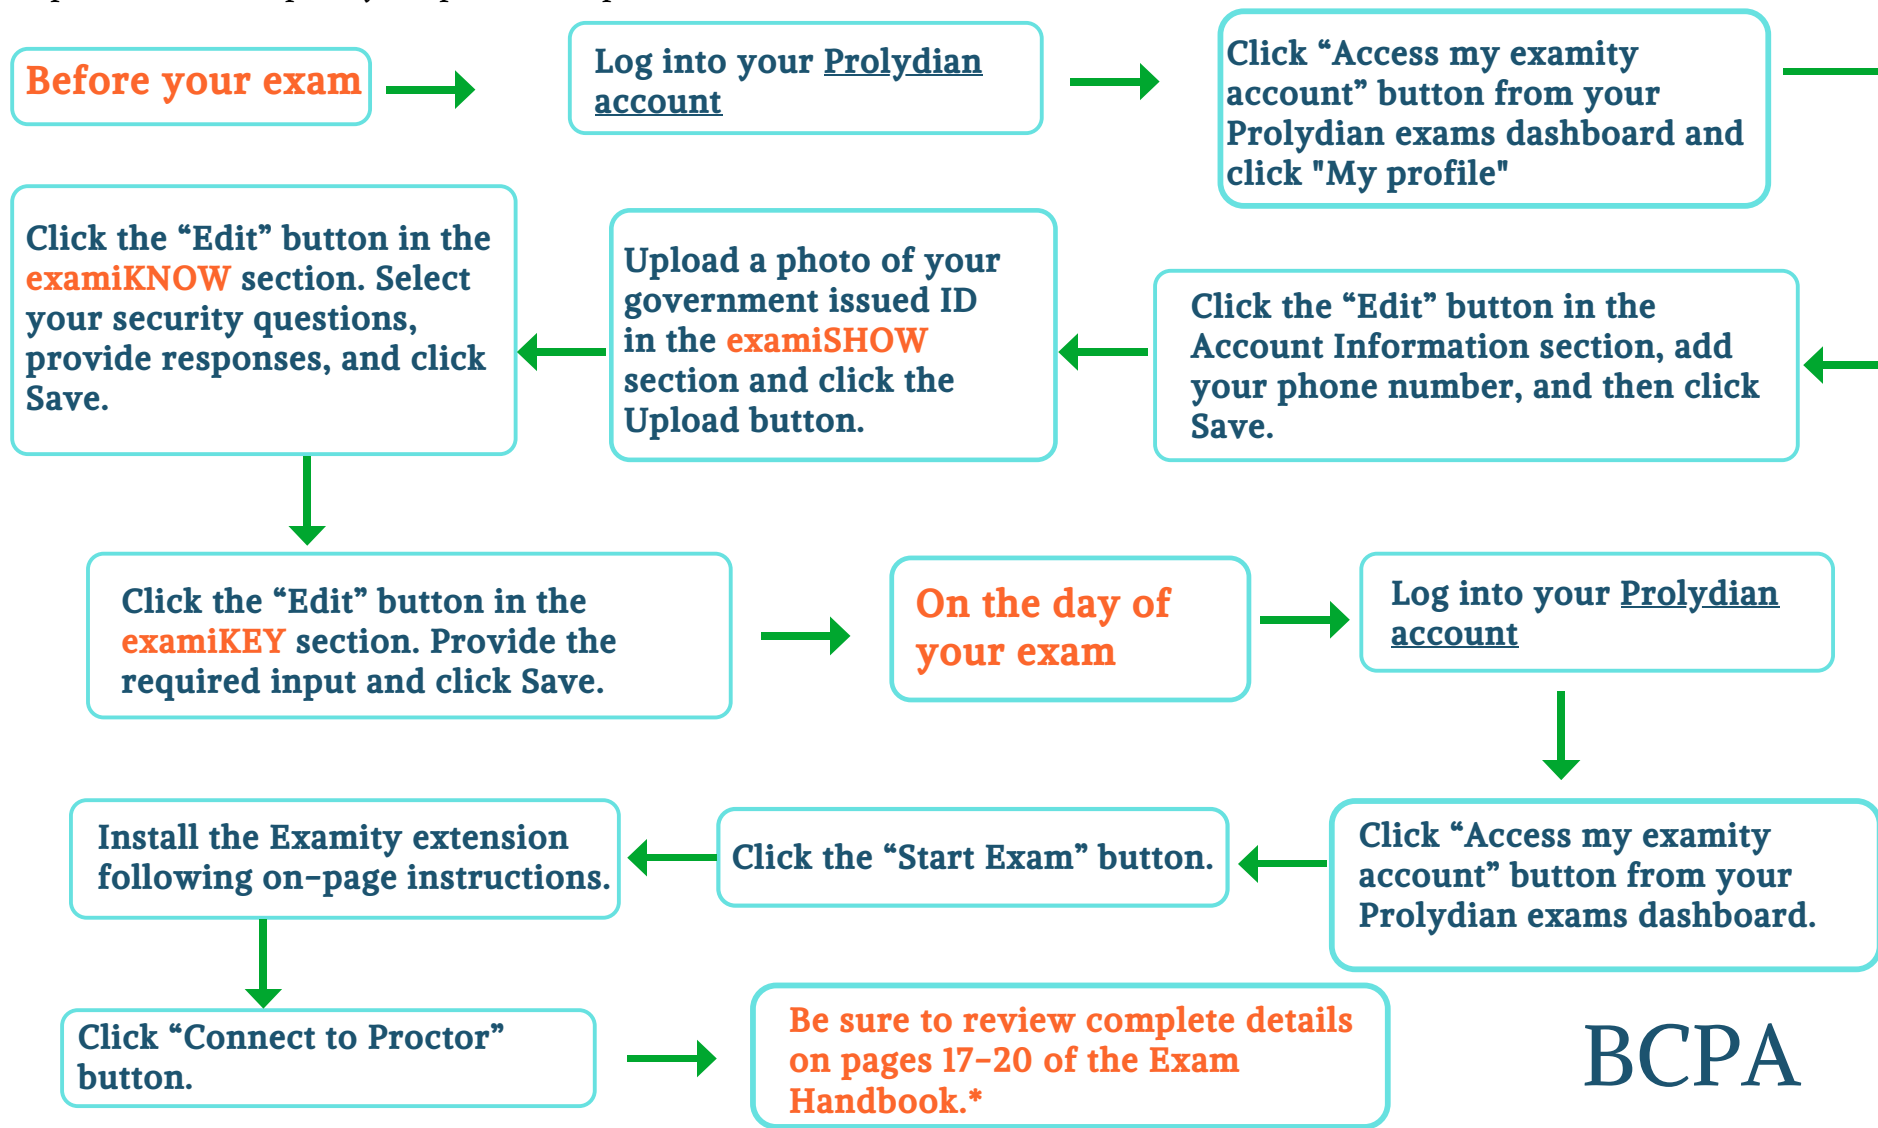 Before your exam
Log into your Prolydian
account
Click “Access my examity
account” button from your
Prolydian exams dashboard and
click "My profile"
Click the “Edit” button in the
Account Information section, add
your phone number, and then click
Save.
Upload a photo of your
government issued ID
in the examiSHOW
section and click the
Upload button.
Click the “Edit” button in the
examiKNOW section. Select
your security questions,
provide responses, and click
Save.
Click the “Edit” button in the
examiKEY section. Provide the
required input and click Save.
On the day of
your exam
Log into your Prolydian
account
Click “Access my examity
account” button from your
Prolydian exams dashboard.
Click the “Start Exam” button.
Install the Examity extension
following on-page instructions.
Click “Connect to Proctor”
button.
Be sure to review complete details
on pages 17-20 of the Exam
Handbook.*
BCPA